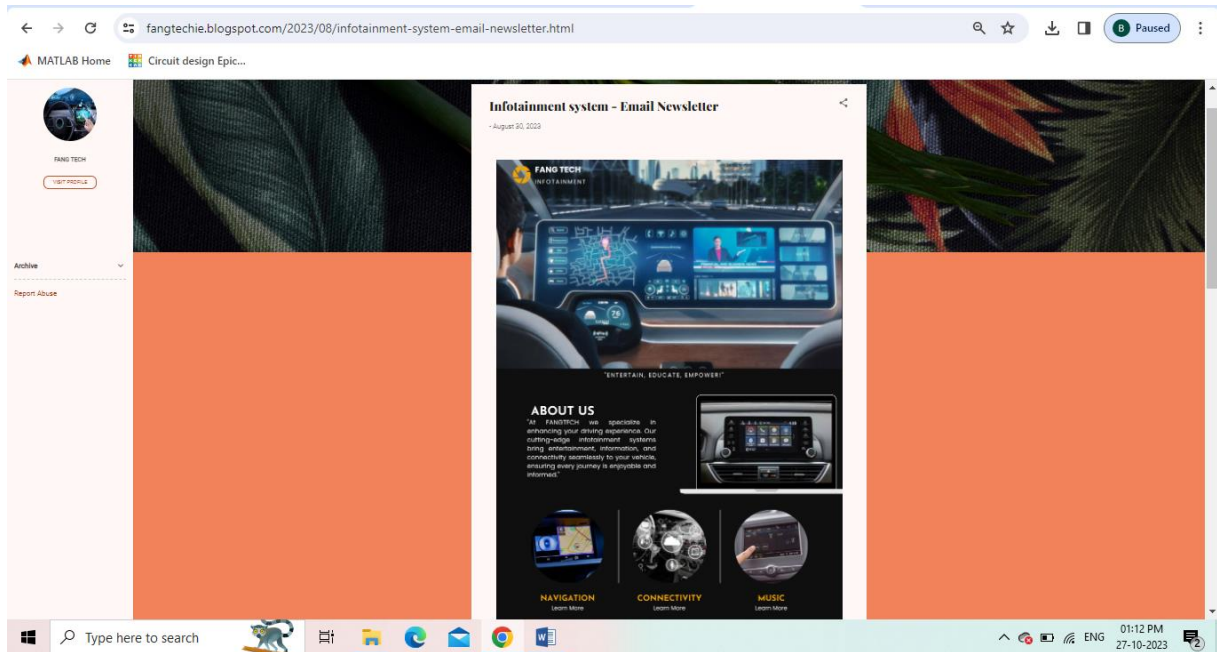 fangtechie.blogspot.com/2023/08/infotainment-system-email-newsletter.html
B Paused
MATLAB Home
Circuit design Epic...
Infotainment system - Email Newsletter
- August 30, 2023
FANG TECH
VISIT PROFILE
Archive
Report Abuse
FANG TECH
INFOTAINMENT
"ENTERTAIN, EDUCATE, EMPOWER!"
ABOUT US
"At FANGTECH we specialize in
enhancing your driving experience. Our
cutting-edge infotainment systems
bring entertainment, information, and
connectivity seamlessly to your vehicle,
ensuring every journey is enjoyable and
informed."
NAVIGATION
Learn More
CONNECTIVITY
Learn More
MUSIC
Learn More
Type here to search
ENG
01:12 PM
27-10-2023
2